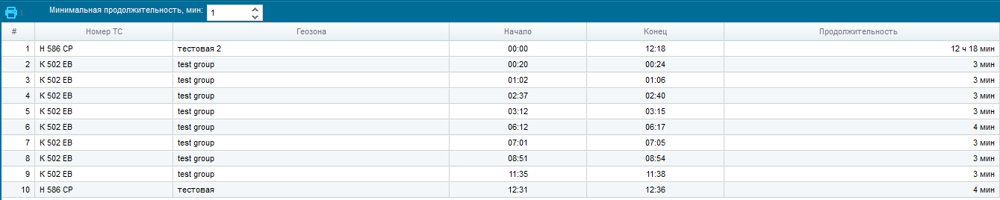 Минимальная продолжительность, мин: 1
# Номер ТС Геозона Начало Конец Продолжительность
1 Н 586 СР тестовая 2 00:00 12:18 12 ч 18 мин
2 К 502 ЕВ test group 00:20 00:24 3 мин
3 К 502 ЕВ test group 01:02 01:06 3 мин
4 К 502 ЕВ test group 02:37 02:40 3 мин
5 К 502 ЕВ test group 03:12 03:15 3 мин
6 К 502 ЕВ test group 06:12 06:17 4 мин
7 К 502 ЕВ test group 07:01 07:05 3 мин
8 К 502 ЕВ test group 08:51 08:54 3 мин
9 К 502 ЕВ test group 11:35 11:38 3 мин
10 Н 586 СР тестовая 12:31 12:36 4 мин